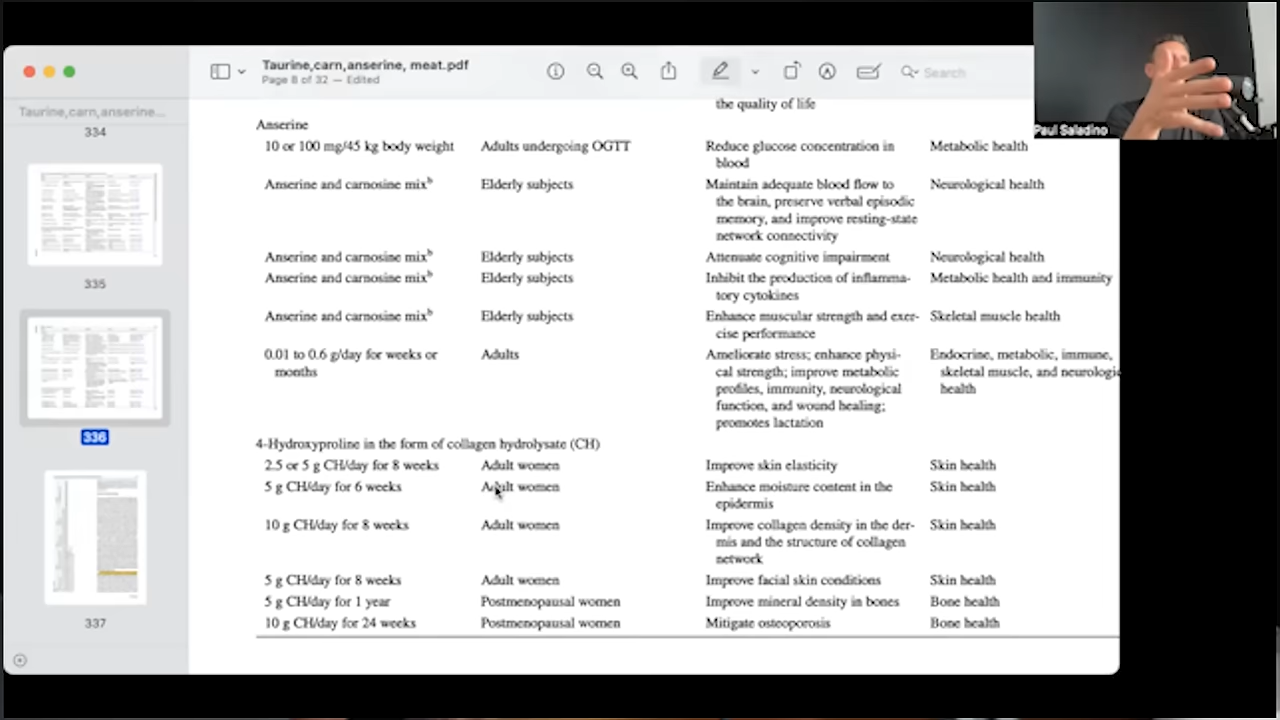 Taurine,carn,anserine, meat.pdf
Page 8 of 32 — Edited
Search
Paul Saladino
Taurine,carn,anserine...
334
335
336
337
the quality of life
Anserine
10 or 100 mg/45 kg body weight Adults undergoing OGTT Reduce glucose concentration in Metabolic health
blood
Anserine and carnosine mixᵇ Elderly subjects Maintain adequate blood flow to Neurological health
the brain, preserve verbal episodic
memory, and improve resting-state
network connectivity
Anserine and carnosine mixᵇ Elderly subjects Attenuate cognitive impairment Neurological health
Anserine and carnosine mixᵇ Elderly subjects Inhibit the production of inflamma- Metabolic health and immunity
tory cytokines
Anserine and carnosine mixᵇ Elderly subjects Enhance muscular strength and exer- Skeletal muscle health
cise performance
0.01 to 0.6 g/day for weeks or Adults Ameliorate stress; enhance physi- Endocrine, metabolic, immune,
months cal strength; improve metabolic skeletal muscle, and neurologic
profiles, immunity, neurological health
function, and wound healing;
promotes lactation
4-Hydroxyproline in the form of collagen hydrolysate (CH)
2.5 or 5 g CH/day for 8 weeks Adult women Improve skin elasticity Skin health
5 g CH/day for 6 weeks Adult women Enhance moisture content in the Skin health
epidermis
10 g CH/day for 8 weeks Adult women Improve collagen density in the der- Skin health
mis and the structure of collagen
network
5 g CH/day for 8 weeks Adult women Improve facial skin conditions Skin health
5 g CH/day for 1 year Postmenopausal women Improve mineral density in bones Bone health
10 g CH/day for 24 weeks Postmenopausal women Mitigate osteoporosis Bone health